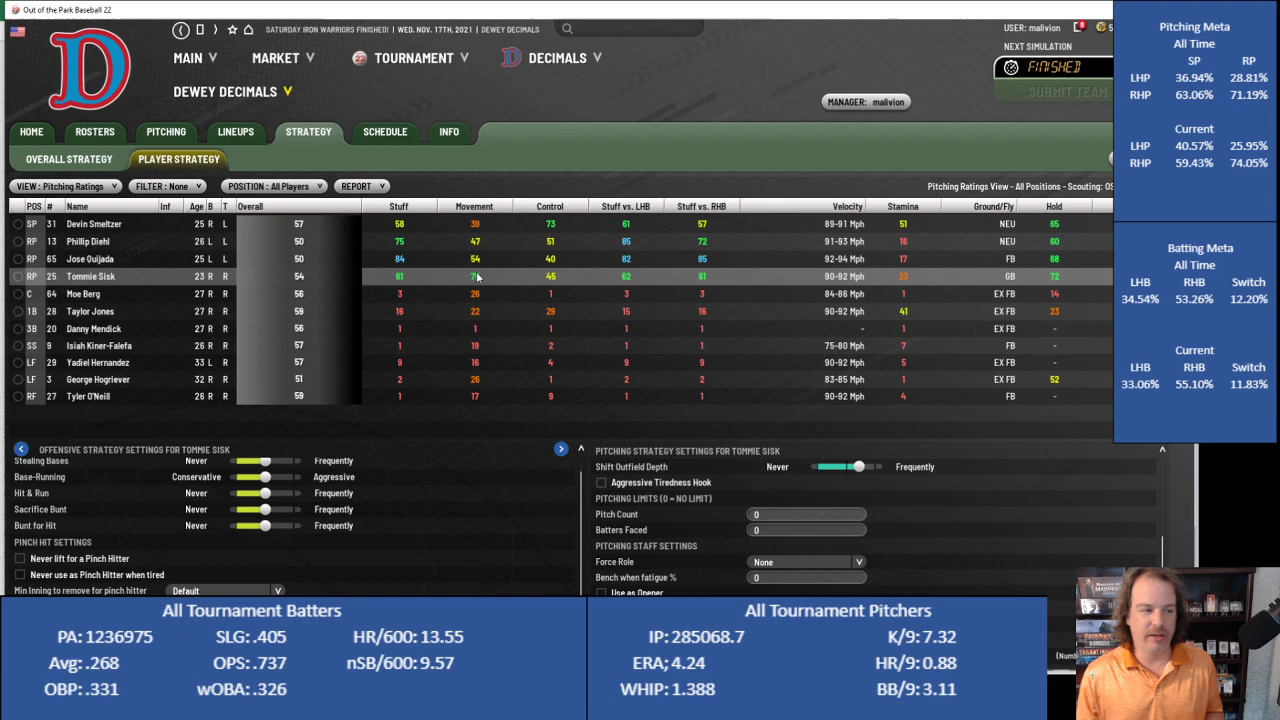 Out of the Park Baseball 22
SATURDAY IRON WARRIORS FINISHED! | WED. NOV. 17TH, 2021 | DEWEY DECIMALS
USER: malivion
8
5
NEXT SIMULATION
FINISHED
SUBMIT TEAM
D
MAIN
MARKET
22 TOURNAMENT
D DECIMALS
DEWEY DECIMALS
MANAGER: malivion
HOME ROSTERS PITCHING LINEUPS STRATEGY SCHEDULE INFO
OVERALL STRATEGY PLAYER STRATEGY
VIEW : Pitching Ratings FILTER : None POSITION : All Players REPORT Pitching Ratings View - All Positions - Scouting: OS
POS # Name Inf Age B T Overall Stuff Movement Control Stuff vs. LHB Stuff vs. RHB Velocity Stamina Ground/Fly Hold
SP 31 Devin Smeltzer 25 R L 57 58 39 73 61 57 89-91 Mph 51 NEU 65
RP 13 Phillip Diehl 26 L L 50 75 47 51 85 72 91-93 Mph 16 NEU 60
RP 65 Jose Quijada 25 L L 50 84 54 40 82 85 92-94 Mph 17 FB 68
RP 25 Tommie Sisk 23 R R 54 61 45 62 61 90-92 Mph 23 GB 72
C 64 Moe Berg 27 R R 56 3 26 1 3 3 84-86 Mph 1 EX FB 14
1B 28 Taylor Jones 27 R R 59 16 22 29 15 16 90-92 Mph 41 EX FB 23
3B 20 Danny Mendick 27 R R 56 1 1 1 1 1 - 1 EX FB -
SS 9 Isiah Kiner-Falefa 26 R R 57 1 19 2 1 1 75-80 Mph 7 FB -
LF 29 Yadiel Hernandez 33 L R 57 9 16 4 9 9 90-92 Mph 5 EX FB -
LF 3 George Hogriever 32 R R 51 2 26 1 2 2 83-85 Mph 1 EX FB 52
RF 27 Tyler O'Neill 26 R R 59 1 17 9 1 1 90-92 Mph 4 FB -
OFFENSIVE STRATEGY SETTINGS FOR TOMMIE SISK
Stealing Bases Never Frequently
Base-Running Conservative Aggressive
Hit & Run Never Frequently
Sacrifice Bunt Never Frequently
Bunt for Hit Never Frequently
PINCH HIT SETTINGS
Never lift for a Pinch Hitter
Never use as Pinch Hitter when tired
Min Inning to remove for pinch hitter Default
PITCHING STRATEGY SETTINGS FOR TOMMIE SISK
Shift Outfield Depth Never Frequently
Aggressive Tiredness Hook
PITCHING LIMITS (0 = NO LIMIT)
Pitch Count 0
Batters Faced 0
PITCHING STAFF SETTINGS
Force Role None
Bench when fatigue % 0
Use as Opener
(Num
Pitching Meta
All Time
SP RP
LHP 36.94% 28.81%
RHP 63.06% 71.19%
Current
LHP 40.57% 25.95%
RHP 59.43% 74.05%
Batting Meta
All Time
LHB RHB Switch
34.54% 53.26% 12.20%
Current
LHB RHB Switch
33.06% 55.10% 11.83%
All Tournament Batters
PA: 1236975 SLG: .405 HR/600: 13.55
Avg: .268 OPS: .737 nSB/600: 9.57
OBP: .331 wOBA: .326
All Tournament Pitchers
IP: 285068.7 K/9: 7.32
ERA; 4.24 HR/9: 0.88
WHIP: 1.388 BB/9: 3.11